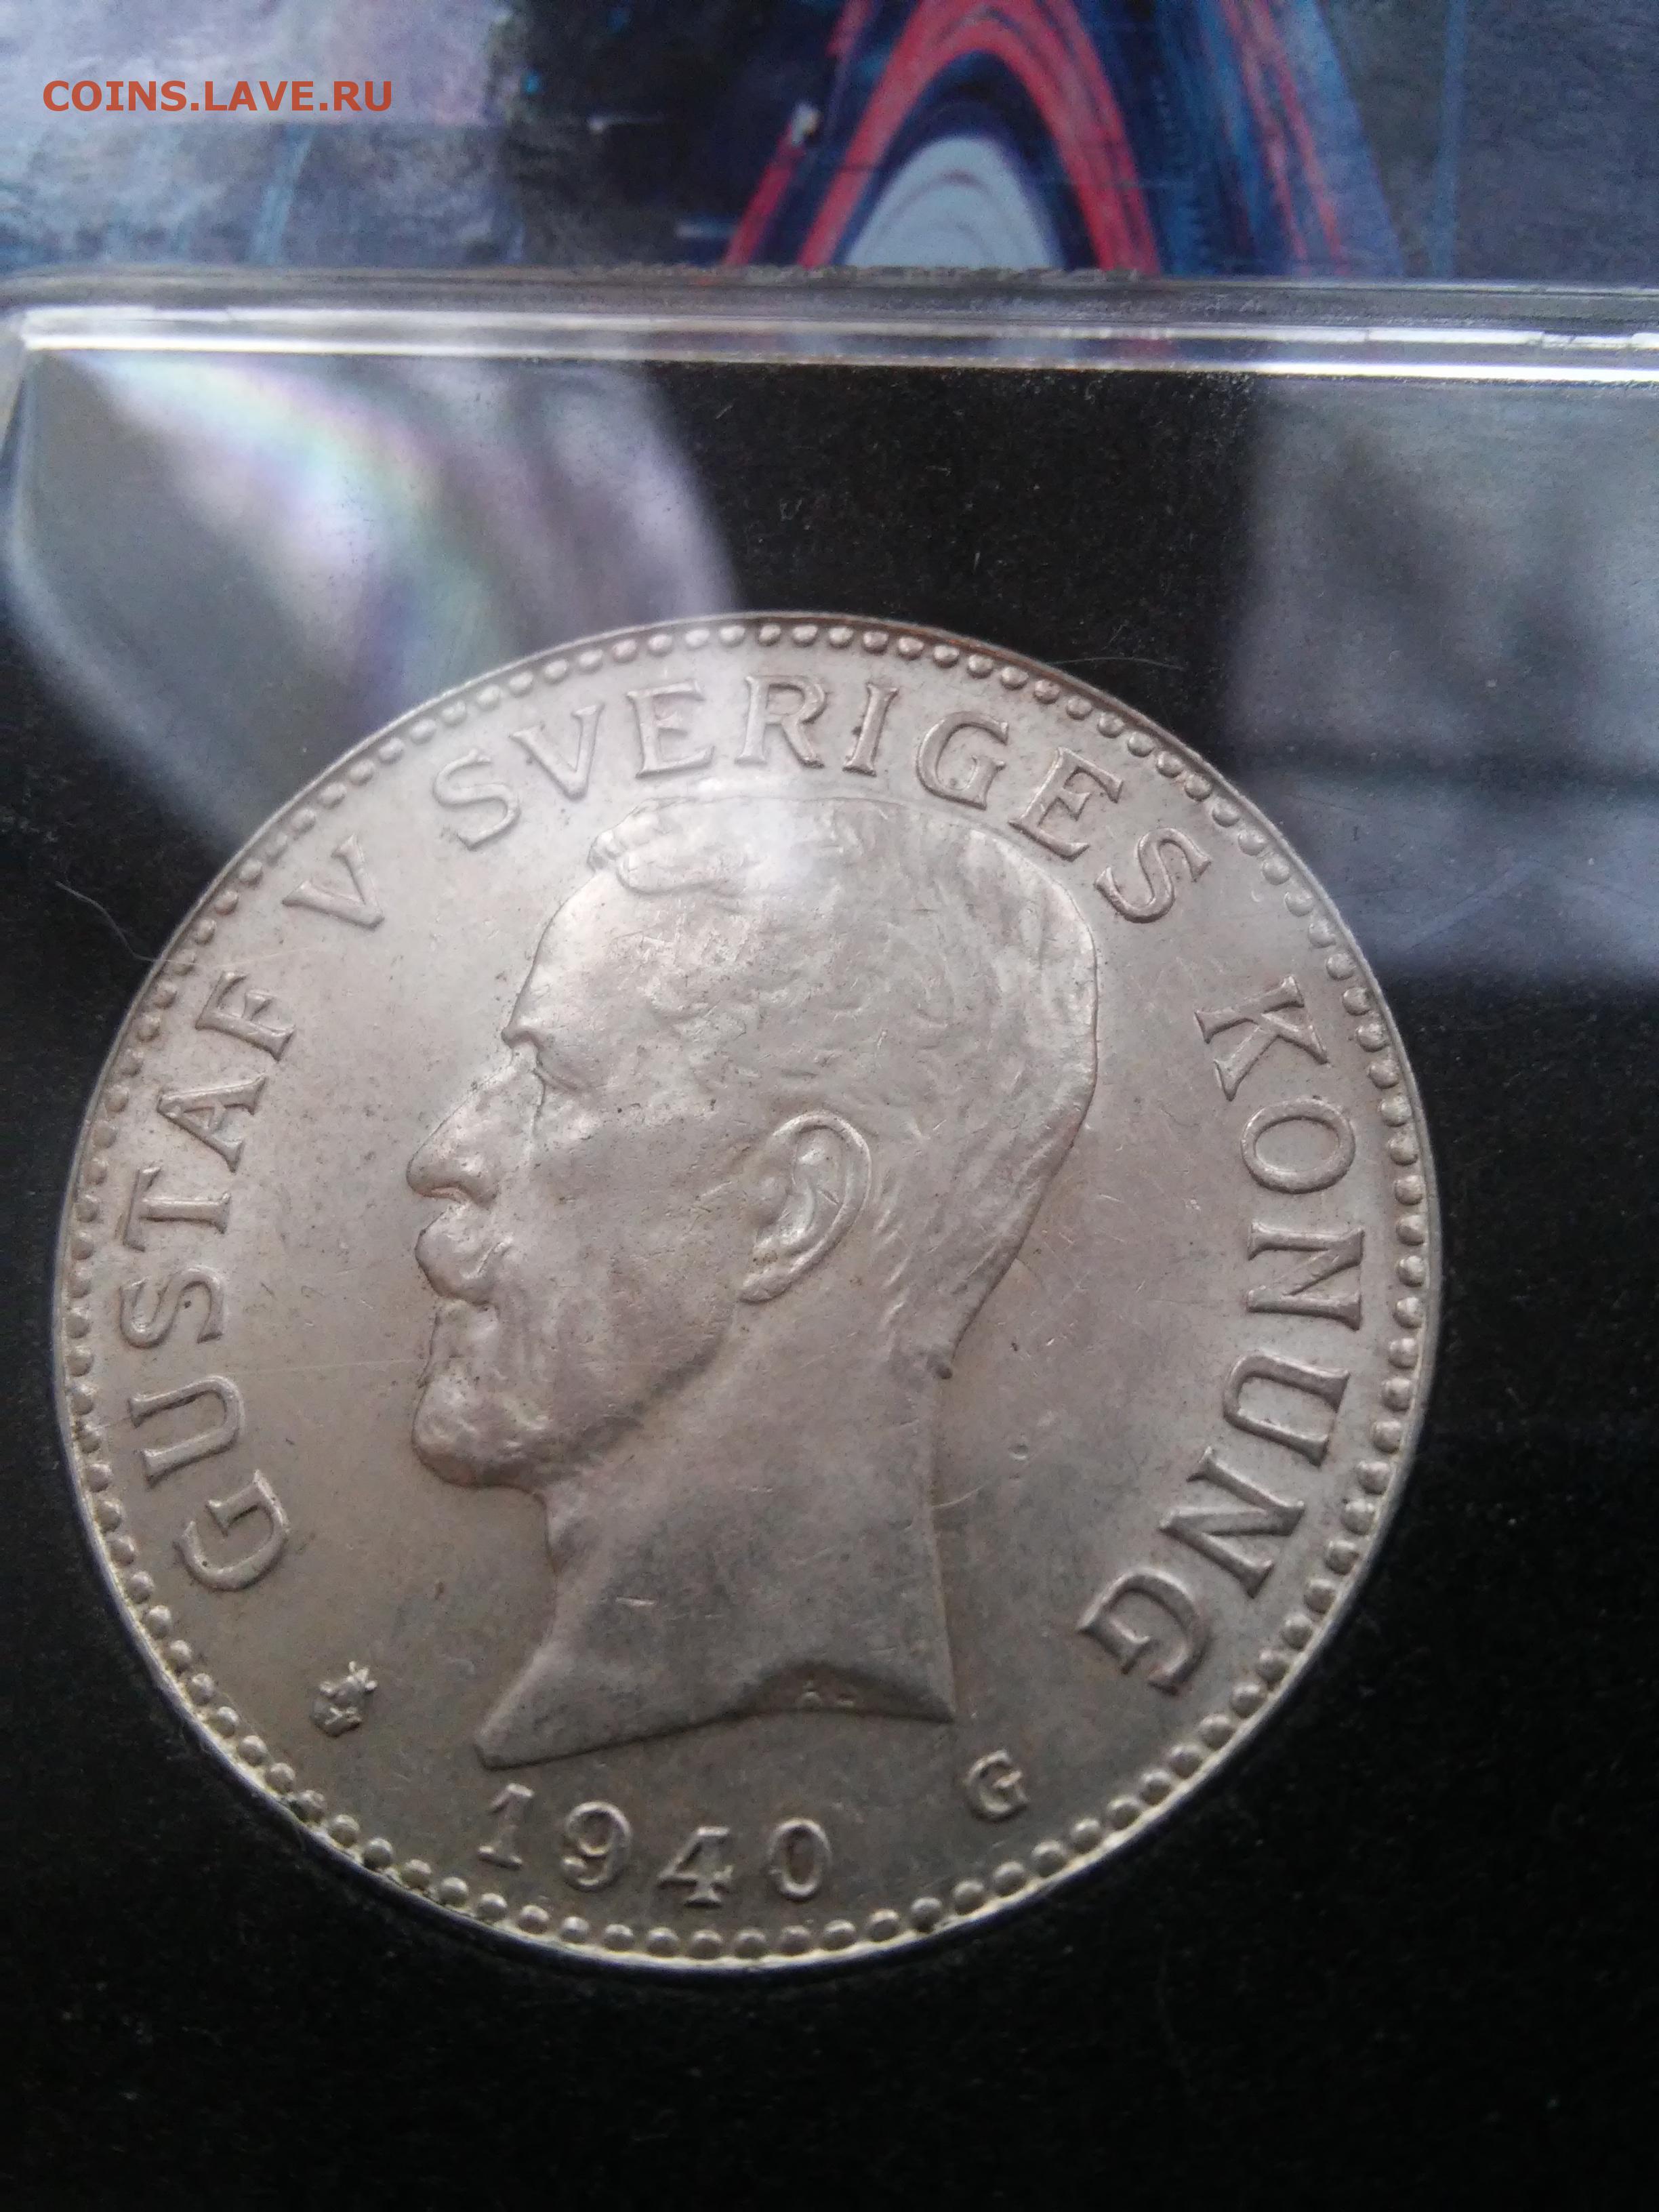 COINS.LAVE.RU
GUSTAF V SVERIGES KONUNG
G
1940